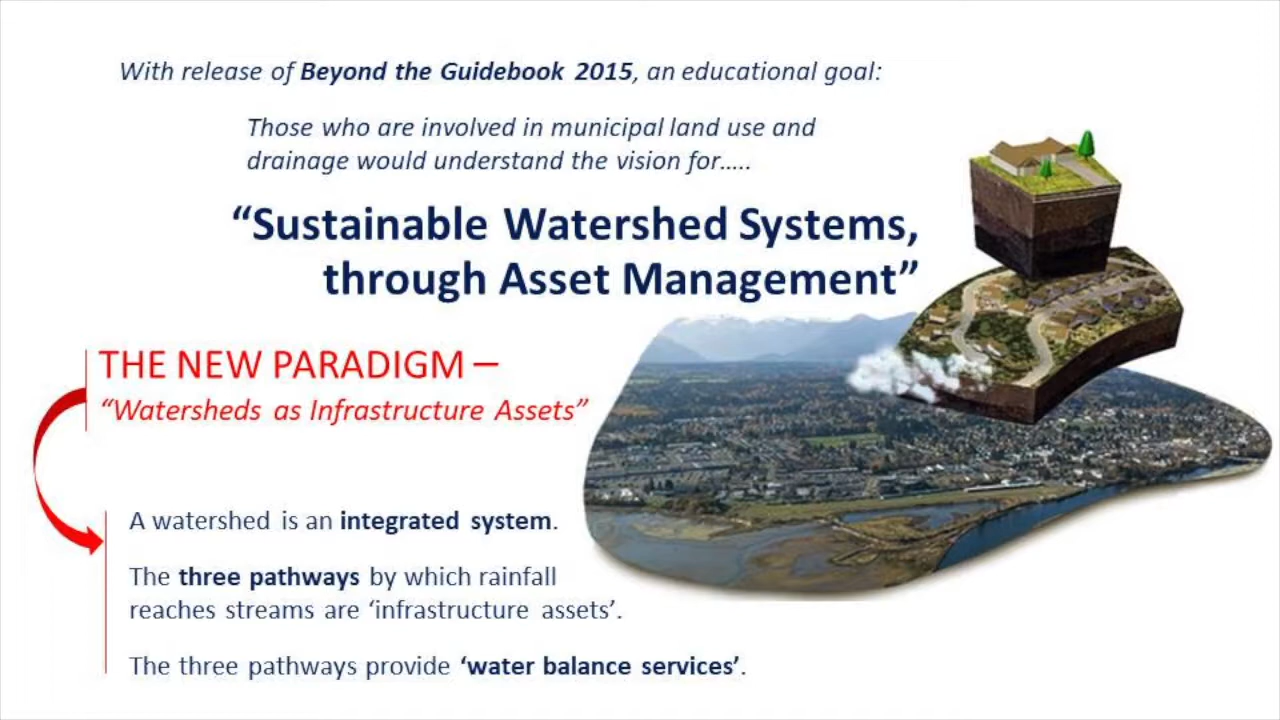 With release of Beyond the Guidebook 2015, an educational goal:
Those who are involved in municipal land use and
drainage would understand the vision for.....
“Sustainable Watershed Systems,
through Asset Management”
THE NEW PARADIGM –
“Watersheds as Infrastructure Assets”
A watershed is an integrated system.
The three pathways by which rainfall
reaches streams are ‘infrastructure assets’.
The three pathways provide ‘water balance services’.